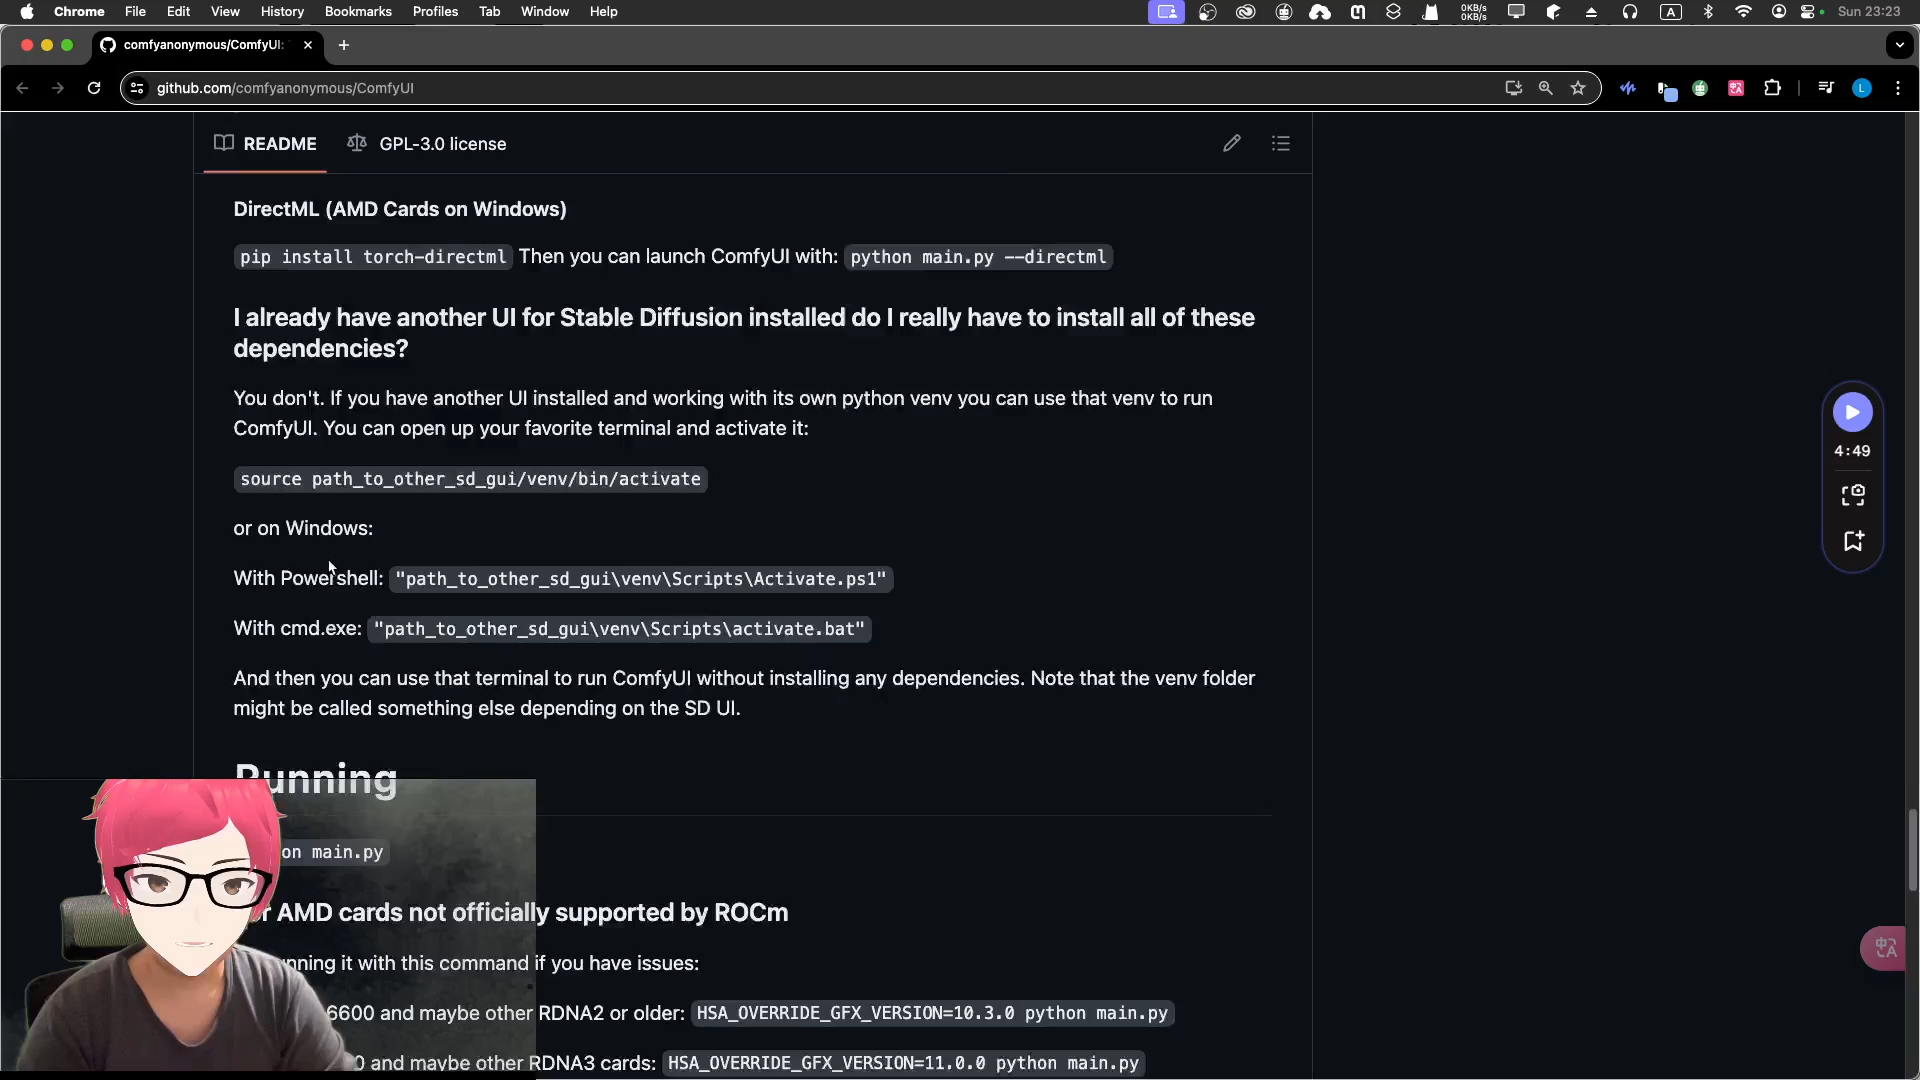 Chrome File Edit View History Bookmarks Profiles Tab Window Help
0KB/s
0KB/s
A
Sun 23:23
comfyanonymous/ComfyUI:
github.com/comfyanonymous/ComfyUI
L
README GPL-3.0 license
DirectML (AMD Cards on Windows)
pip install torch-directml Then you can launch ComfyUI with: python main.py --directml
I already have another UI for Stable Diffusion installed do I really have to install all of these
dependencies?
You don't. If you have another UI installed and working with its own python venv you can use that venv to run
ComfyUI. You can open up your favorite terminal and activate it:
source path_to_other_sd_gui/venv/bin/activate
or on Windows:
With Powershell: "path_to_other_sd_gui\venv\Scripts\Activate.ps1"
With cmd.exe: "path_to_other_sd_gui\venv\Scripts\activate.bat"
And then you can use that terminal to run ComfyUI without installing any dependencies. Note that the venv folder
might be called something else depending on the SD UI.
Running
on main.py
AMD cards not officially supported by ROCm
nning it with this command if you have issues:
6600 and maybe other RDNA2 or older: HSA_OVERRIDE_GFX_VERSION=10.3.0 python main.py
0 and maybe other RDNA3 cards: HSA_OVERRIDE_GFX_VERSION=11.0.0 python main.py
4:49